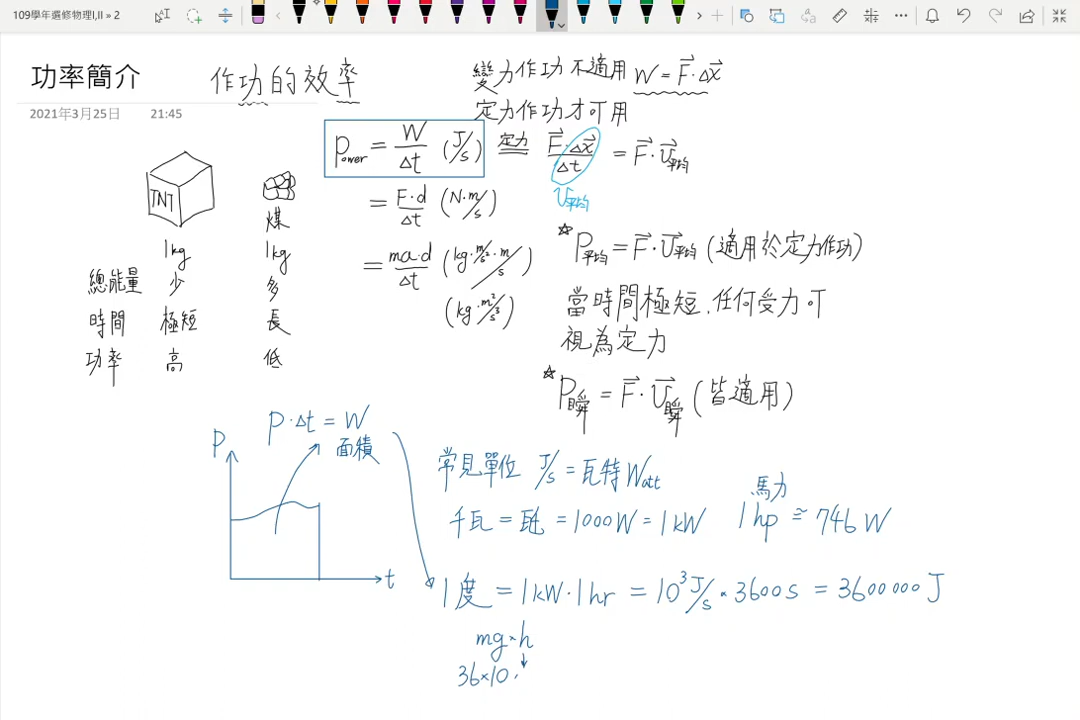 109學年選修物理I,II » 2
功率簡介
2021年3月25日 21:45
作功的效率
變力作功不適用 W = F⃗·Δx⃗
定力作功才可用
Power = W/Δt (J/s) 定力 = F⃗·Δx⃗/Δt = F⃗·v⃗平均
v⃗平均
= F·d/Δt (N·m/s)
= ma·d/Δt (kg·m/s²·m/s)
(kg·m²/s³)
☆P平均 = F⃗·v⃗平均 (適用於定力作功)
當時間極短,任何受力可
視為定力
☆P瞬 = F⃗·v⃗瞬 (皆適用)
TNT 煤
1kg 1kg
總能量 少 多
時間 極短 長
功率 高 低
P·Δt = W
面積
P
t
常見單位 J/s = 瓦特 Watt
千瓦 = 瓩 = 1000W = 1kW
馬力
1hp ≅ 746W
1度 = 1kW·1hr = 10³ J/s × 3600s = 3600000 J
mg×h
36×10